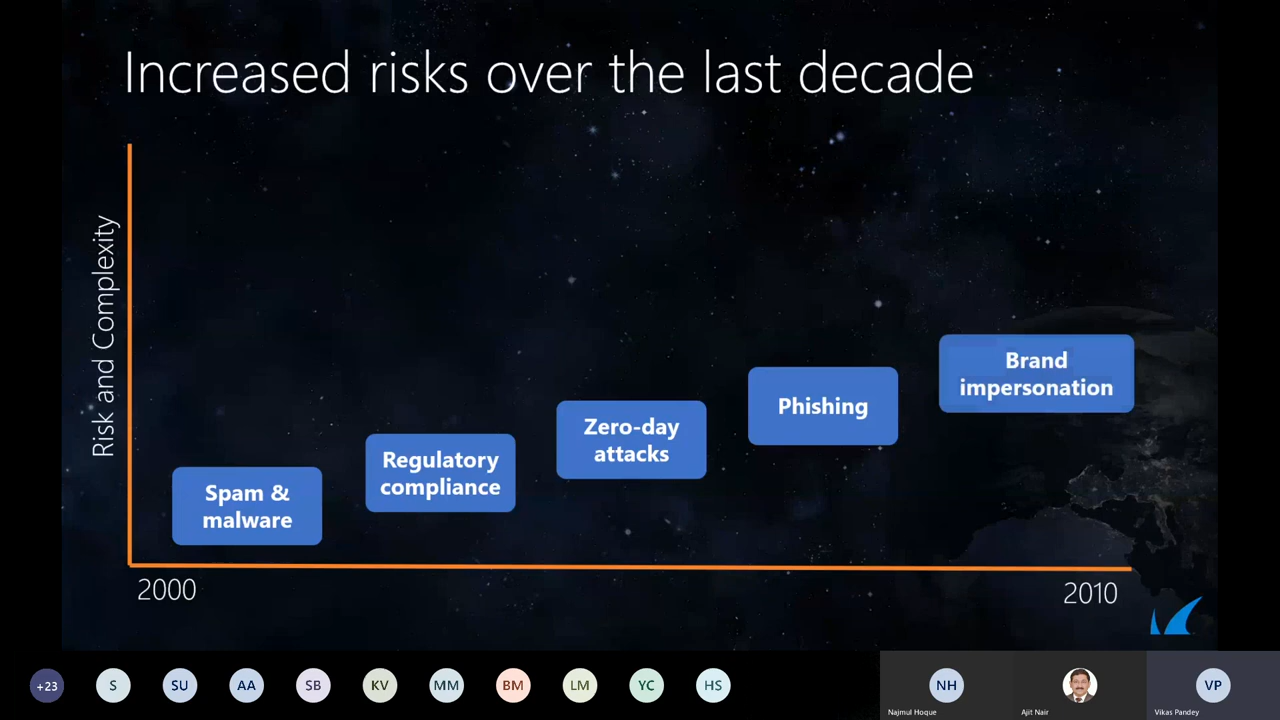 Increased risks over the last decade
Risk and Complexity
Brand
impersonation
Phishing
Zero-day
attacks
Regulatory
compliance
Spam &
malware
2000
2010
+23
S
SU
AA
SB
KV
MM
BM
LM
YC
HS
NH
VP
Najmul Hoque
Ajit Nair
Vikas Pandey